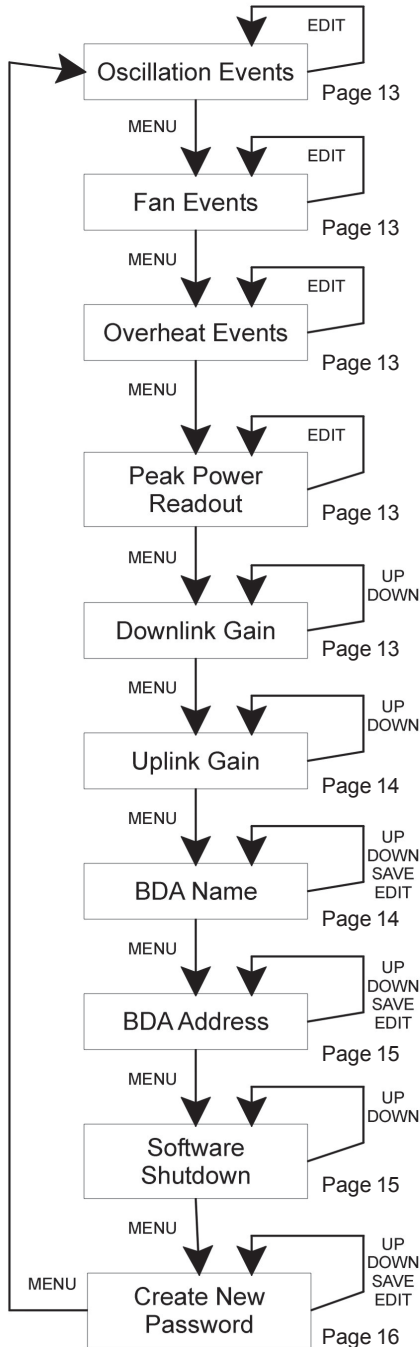 EDIT
Oscillation Events
Page 13
MENU
EDIT
Fan Events
Page 13
MENU
EDIT
Overheat Events
Page 13
MENU
EDIT
Peak Power
Readout
Page 13
MENU
UP
DOWN
Downlink Gain
Page 13
MENU
UP
DOWN
Uplink Gain
Page 14
MENU
UP
DOWN
SAVE
EDIT
BDA Name
Page 14
MENU
UP
DOWN
SAVE
EDIT
BDA Address
Page 15
MENU
UP
DOWN
Software
Shutdown
Page 15
MENU
UP
DOWN
SAVE
EDIT
MENU
Create New
Password
Page 16